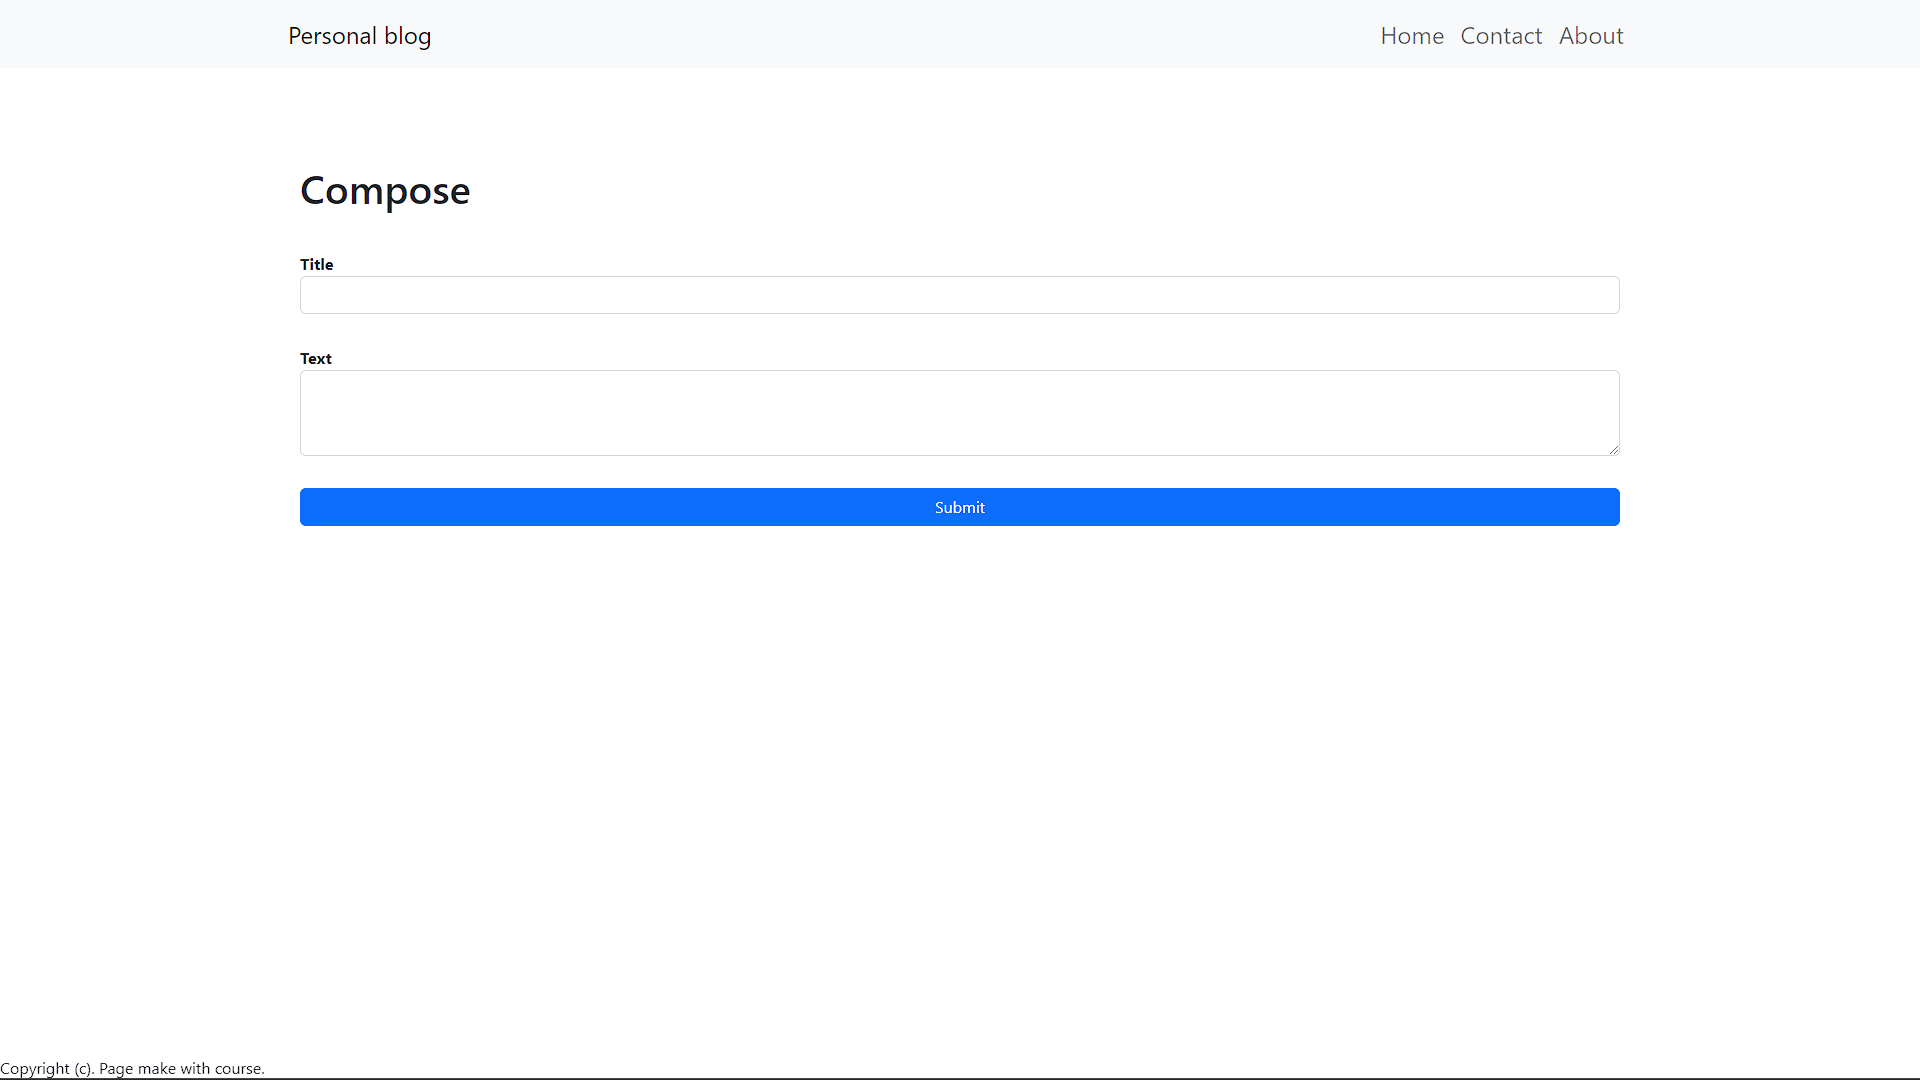 Personal blog
Home Contact About
Compose
Title
Text
Submit
Copyright (c). Page make with course.